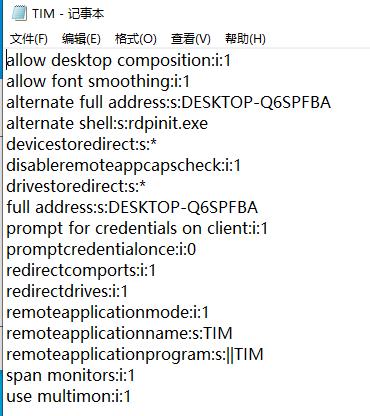 TIM - 记事本
文件(F) 编辑(E) 格式(O) 查看(V) 帮助(H)
allow desktop composition:i:1
allow font smoothing:i:1
alternate full address:s:DESKTOP-Q6SPFBA
alternate shell:s:rdpinit.exe
devicestoredirect:s:*
disableremoteappcapscheck:i:1
drivestoredirect:s:*
full address:s:DESKTOP-Q6SPFBA
prompt for credentials on client:i:1
promptcredentialonce:i:0
redirectcomports:i:1
redirectdrives:i:1
remoteapplicationmode:i:1
remoteapplicationname:s:TIM
remoteapplicationprogram:s:||TIM
span monitors:i:1
use multimon:i:1